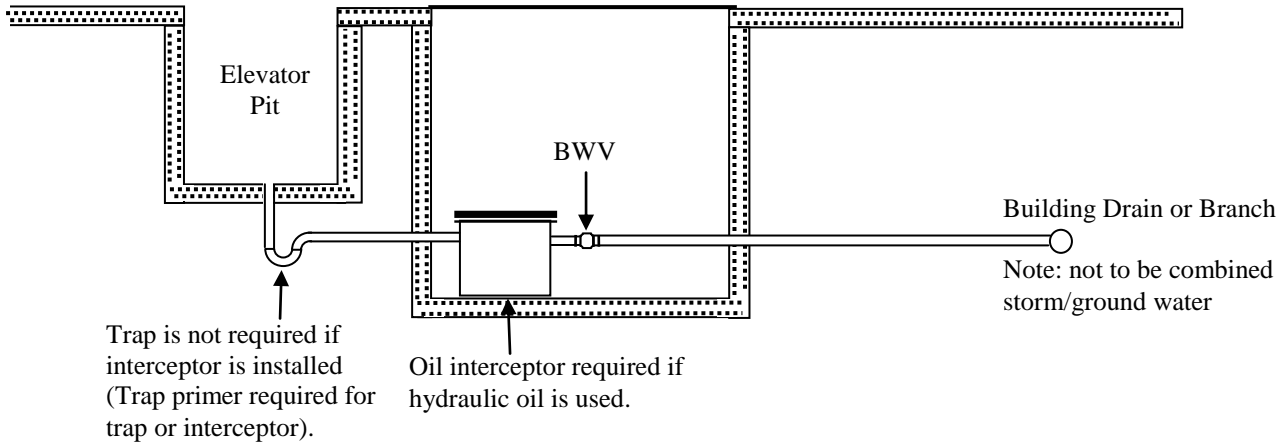 Elevator
Pit
BWV
Building Drain or Branch
Note: not to be combined
storm/ground water
Trap is not required if
interceptor is installed
(Trap primer required for
trap or interceptor).
Oil interceptor required if
hydraulic oil is used.